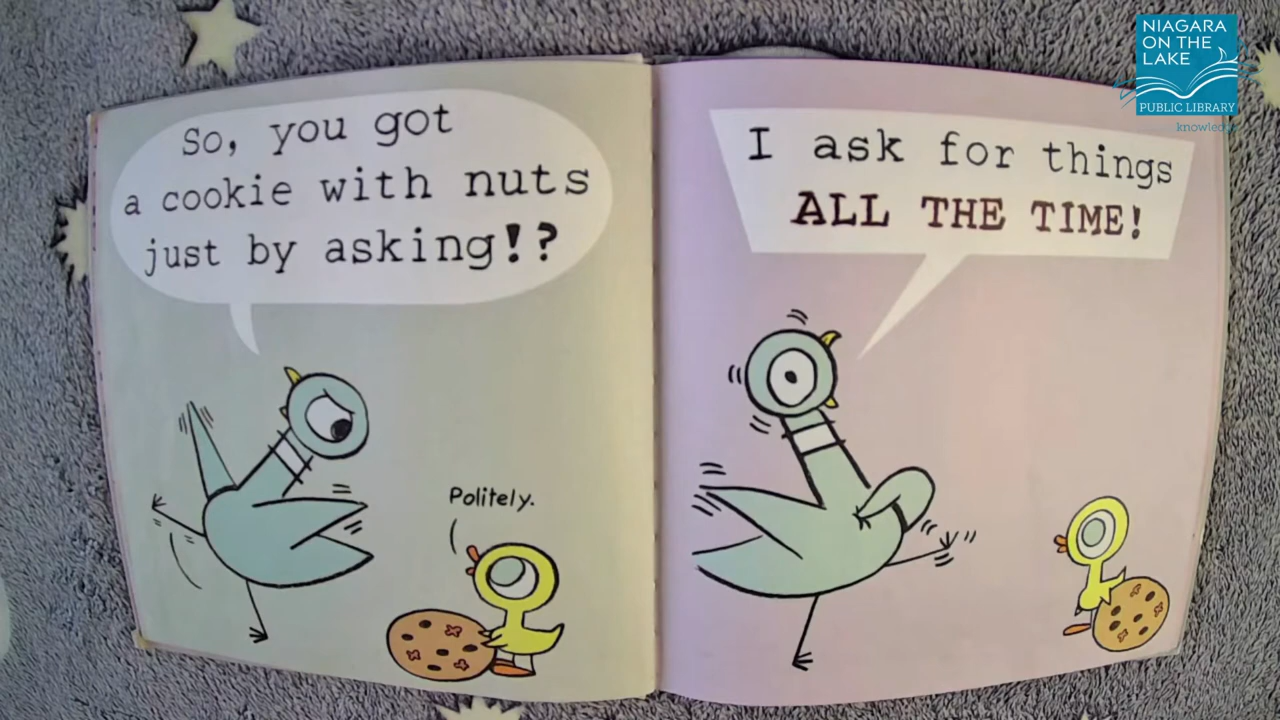 So, you got
a cookie with nuts
just by asking!?
Politely.
I ask for things
ALL THE TIME!
NIAGARA
ON THE
LAKE
PUBLIC LIBRARY